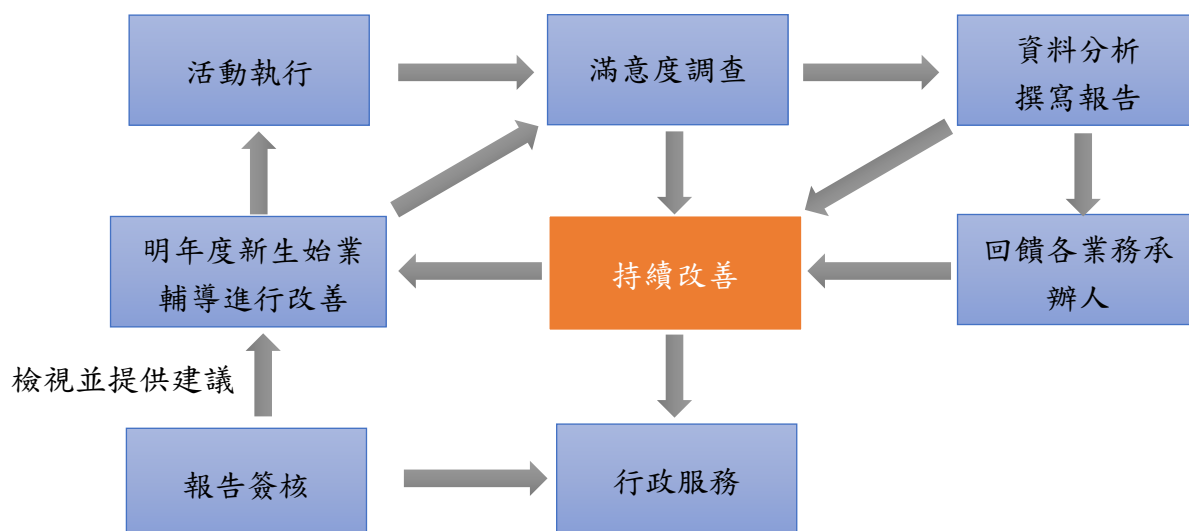 活動執行
滿意度調查
資料分析
撰寫報告
明年度新生始業
輔導進行改善
持續改善
回饋各業務承
辦人
檢視並提供建議
報告簽核
行政服務